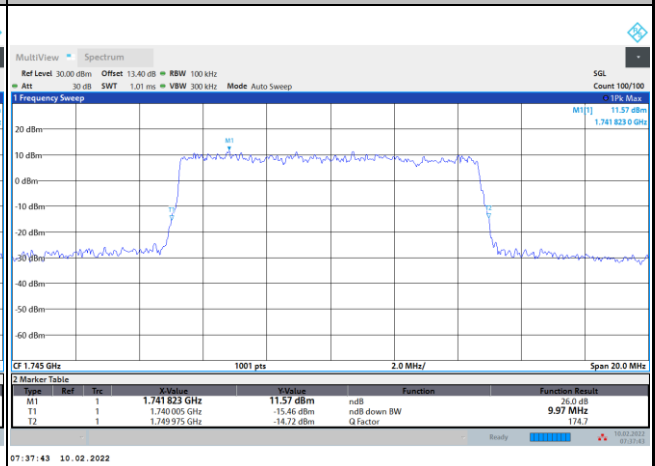 MultiView Spectrum
Ref Level 30.00 dBm Offset 13.40 dB RBW 100 kHz SGL
Att 30 dB SWT 1.01 ms VBW 300 kHz Mode Auto Sweep Count 100/100
1 Frequency Sweep 1Pk Max
M1[1] 11.57 dBm
1.741 823 0 GHz
M1
20 dBm
10 dBm
0 dBm
-10 dBm
T1 T2
-20 dBm
-30 dBm
-40 dBm
-50 dBm
-60 dBm
CF 1.745 GHz 1001 pts 2.0 MHz/ Span 20.0 MHz
2 Marker Table
Type Ref Trc X-Value Y-Value Function Function Result
M1 1 1.741 823 GHz 11.57 dBm ndB 26.0 dB
T1 1 1.740 005 GHz -15.46 dBm ndB down BW 9.97 MHz
T2 1 1.749 975 GHz -14.72 dBm Q Factor 174.7
Ready 10.02.2022
07:37:43
07:37:43 10.02.2022